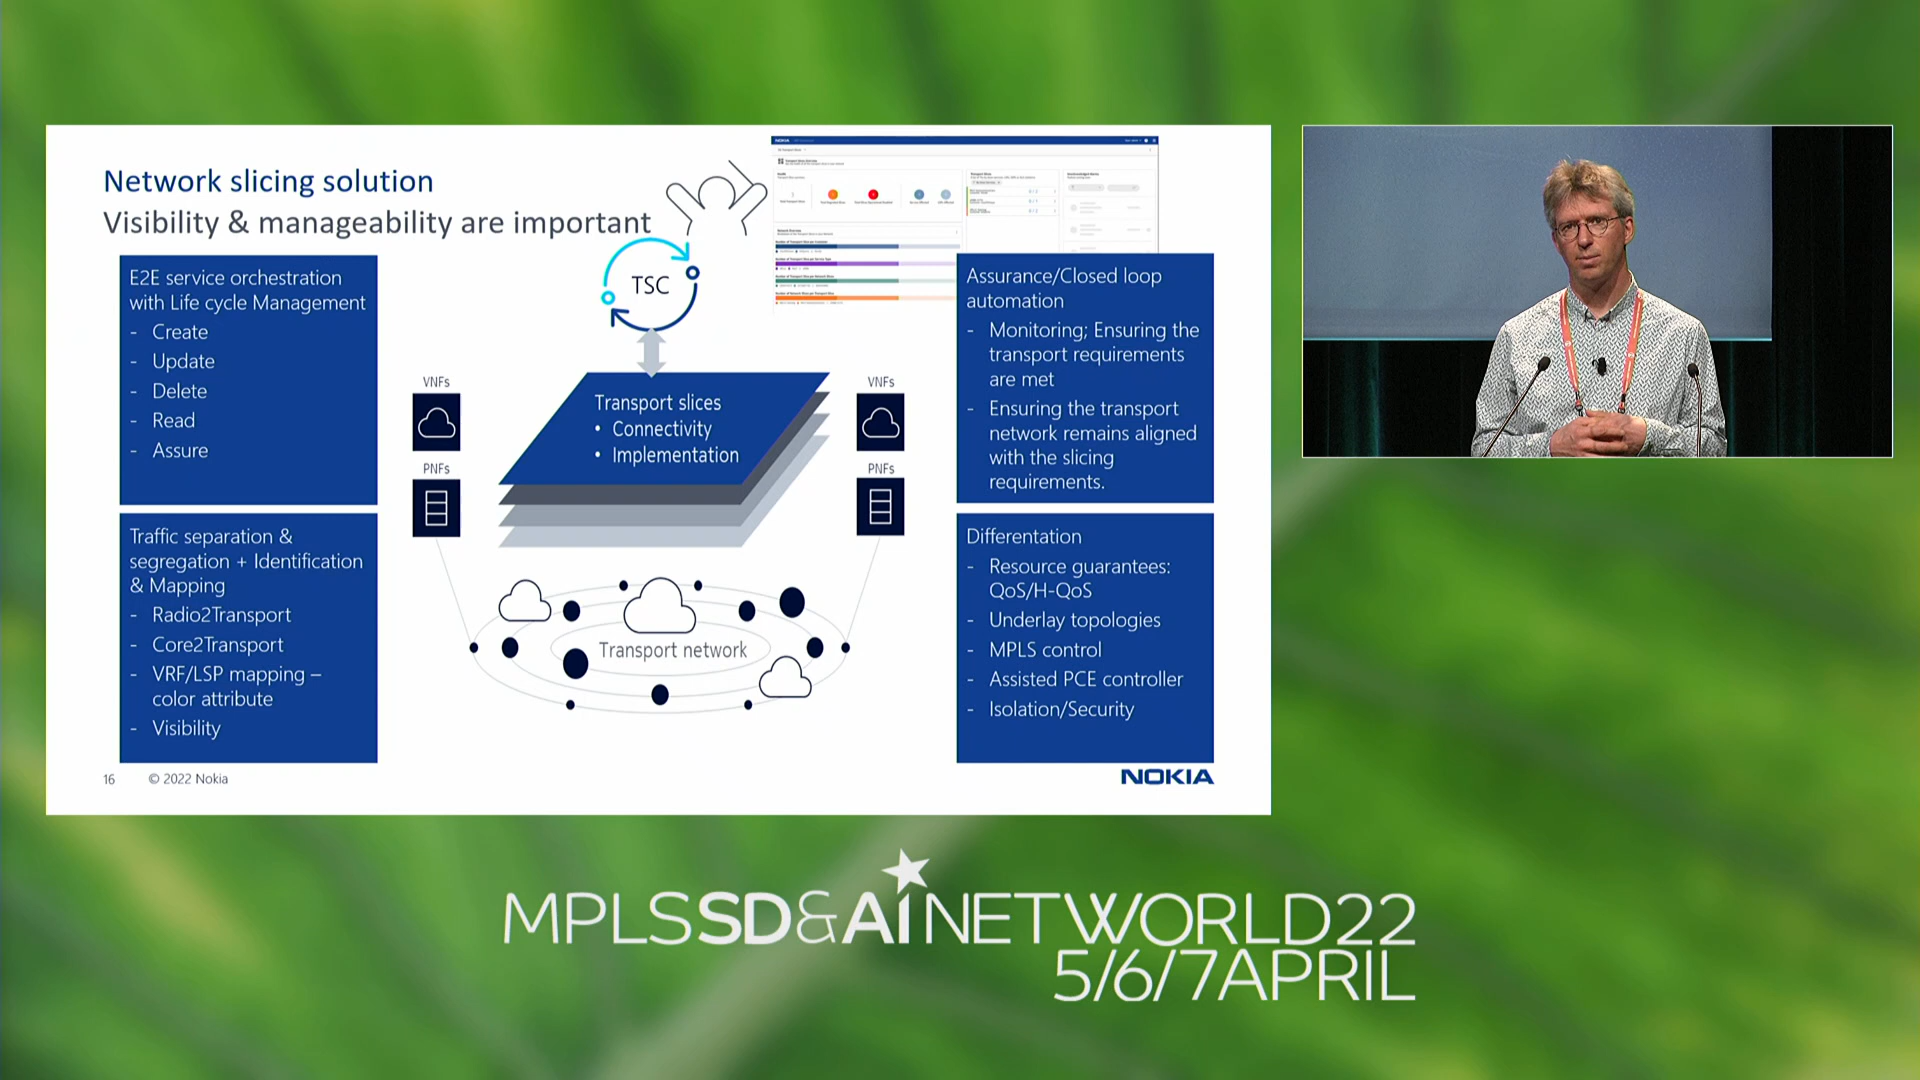 Network slicing solution
Visibility & manageability are important
E2E service orchestration
with Life cycle Management
- Create
- Update
- Delete
- Read
- Assure
Traffic separation &
segregation + Identification
& Mapping
- Radio2Transport
- Core2Transport
- VRF/LSP mapping –
color attribute
- Visibility
TSC
VNFs
PNFs
Transport slices
• Connectivity
• Implementation
VNFs
PNFs
Transport network
NOKIA
Assurance/Closed loop
automation
- Monitoring; Ensuring the
transport requirements
are met
- Ensuring the transport
network remains aligned
with the slicing
requirements.
Differentation
- Resource guarantees:
QoS/H-QoS
- Underlay topologies
- MPLS control
- Assisted PCE controller
- Isolation/Security
16 © 2022 Nokia
NOKIA
MPLSSD&AINETWORLD22
5/6/7APRIL